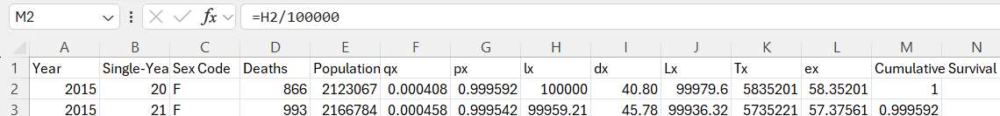 M2 fx =H2/100000
A B C D E F G H I J K L M N
1 Year Single-Yea Sex Code Deaths Population qx px lx dx Lx Tx ex Cumulative Survival
2 2015 20 F 866 2123067 0.000408 0.999592 100000 40.80 99979.6 5835201 58.35201 1
3 2015 21 F 993 2166784 0.000458 0.999542 99959.21 45.78 99936.32 5735221 57.37561 0.999592